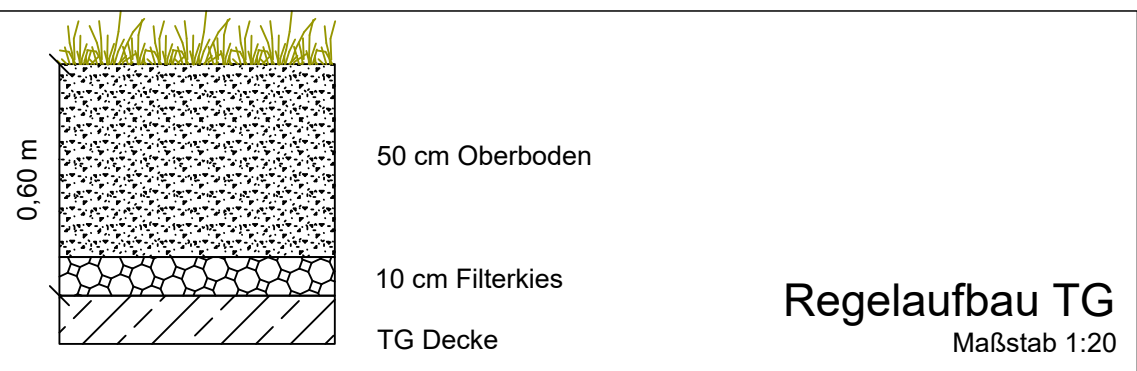 0,60 m
50 cm Oberboden
10 cm Filterkies
TG Decke
Regelaufbau TG
Maßstab 1:20